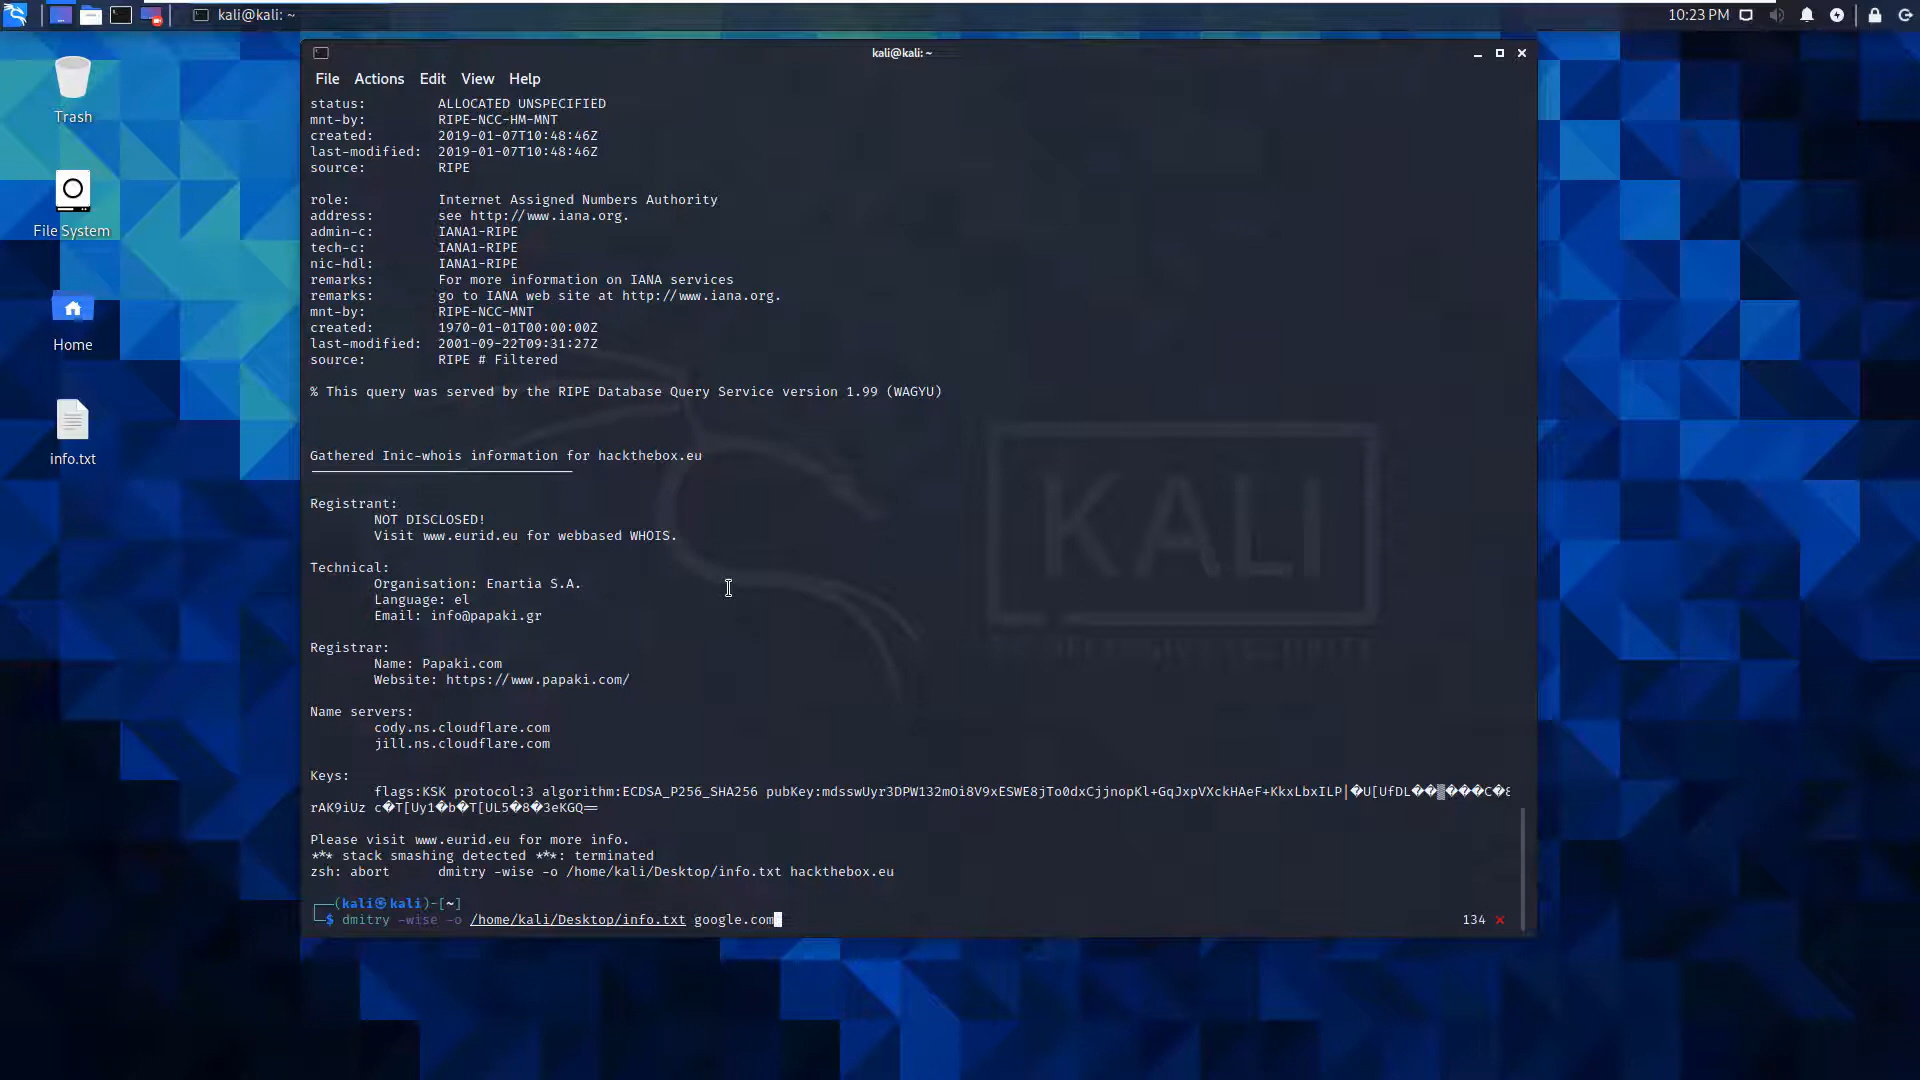 kali@kali: ~
10:23 PM
Trash
File System
Home
info.txt
kali@kali: ~
File Actions Edit View Help
status: ALLOCATED UNSPECIFIED
mnt-by: RIPE-NCC-HM-MNT
created: 2019-01-07T10:48:46Z
last-modified: 2019-01-07T10:48:46Z
source: RIPE
role: Internet Assigned Numbers Authority
address: see http://www.iana.org.
admin-c: IANA1-RIPE
tech-c: IANA1-RIPE
nic-hdl: IANA1-RIPE
remarks: For more information on IANA services
remarks: go to IANA web site at http://www.iana.org.
mnt-by: RIPE-NCC-MNT
created: 1970-01-01T00:00:00Z
last-modified: 2001-09-22T09:31:27Z
source: RIPE # Filtered
% This query was served by the RIPE Database Query Service version 1.99 (WAGYU)
Gathered Inic-whois information for hackthebox.eu
Registrant:
NOT DISCLOSED!
Visit www.eurid.eu for webbased WHOIS.
Technical:
Organisation: Enartia S.A.
Language: el
Email: info@papaki.gr
Registrar:
Name: Papaki.com
Website: https://www.papaki.com/
Name servers:
cody.ns.cloudflare.com
jill.ns.cloudflare.com
Keys:
flags:KSK protocol:3 algorithm:ECDSA_P256_SHA256 pubKey:mdsswUyr3DPW132mOi8V9xESWE8jTo0dxCjjnopKl+GqJxpVXckHAeF+KkxLbxILP|�U[UfDL��▒���C�8
rAK9iUz c�T[Uy1�b�T[UL5�8�3eKGQ==
Please visit www.eurid.eu for more info.
*** stack smashing detected ***: terminated
zsh: abort dmitry -wise -o /home/kali/Desktop/info.txt hackthebox.eu
┌──(kali㉿kali)-[~]
└─$ dmitry -wise -o /home/kali/Desktop/info.txt google.com 134 ×
KALI